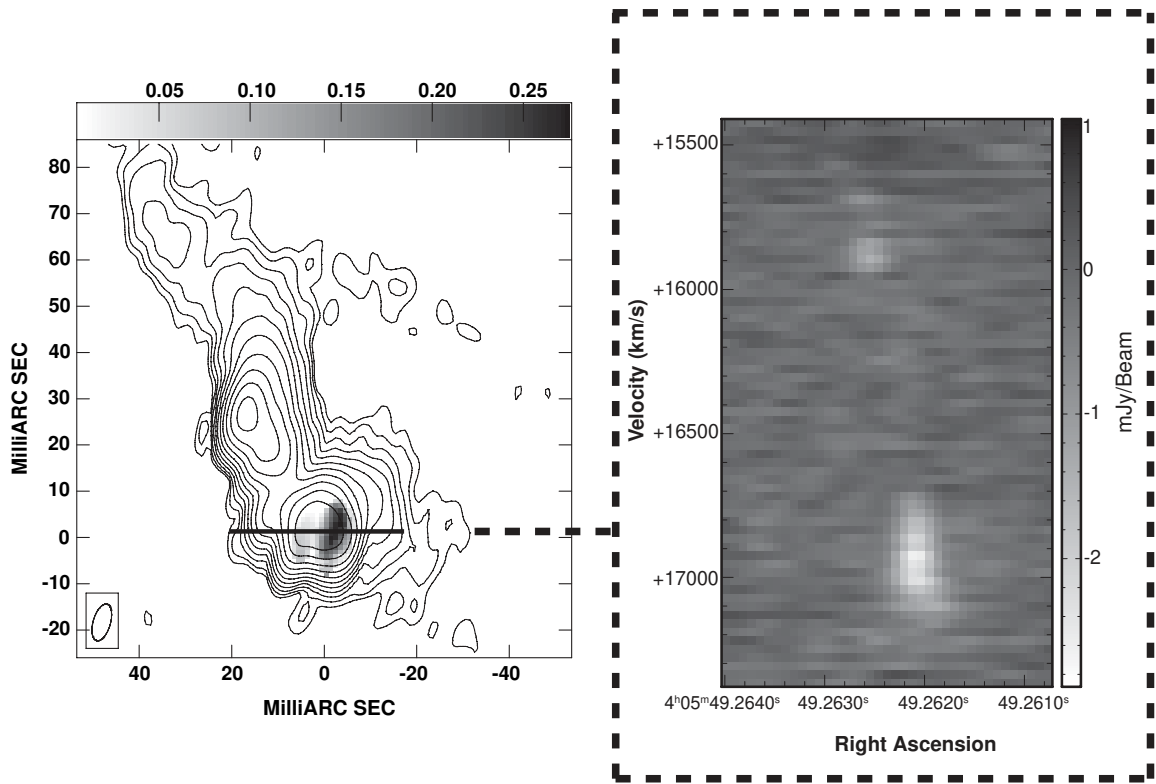 0.05 0.10 0.15 0.20 0.25
MilliARC SEC
80
70
60
50
40
30
20
10
0
-10
-20
40 20 0 -20 -40
MilliARC SEC
Velocity (km/s)
+15500
+16000
+16500
+17000
4ʰ05ᵐ49.2640ˢ 49.2630ˢ 49.2620ˢ 49.2610ˢ
Right Ascension
1
0
-1
-2
mJy/Beam